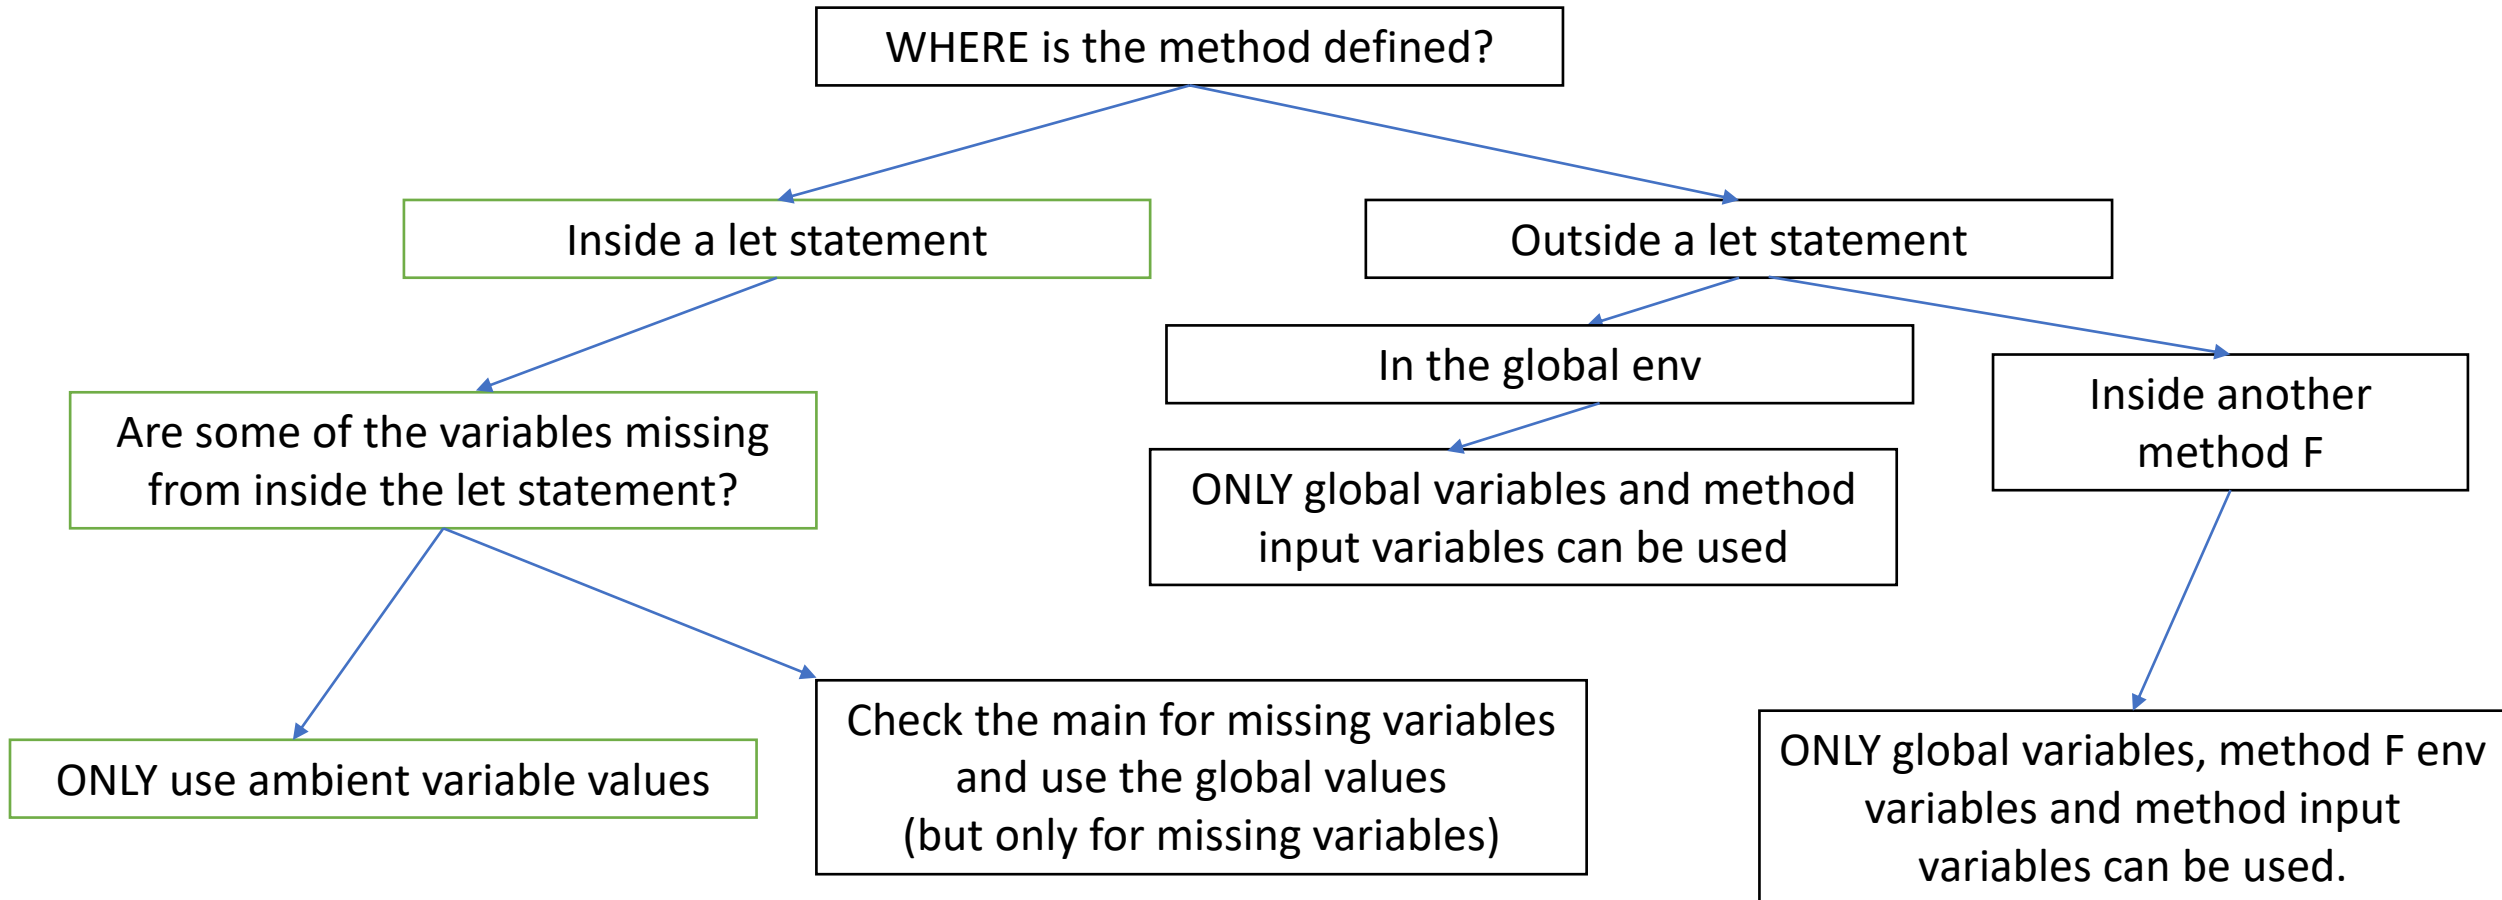 WHERE is the method defined?
Inside a let statement
Outside a let statement
In the global env
Inside another
method F
Are some of the variables missing
from inside the let statement?
ONLY global variables and method
input variables can be used
Check the main for missing variables
and use the global values
(but only for missing variables)
ONLY use ambient variable values
ONLY global variables, method F env
variables and method input
variables can be used.